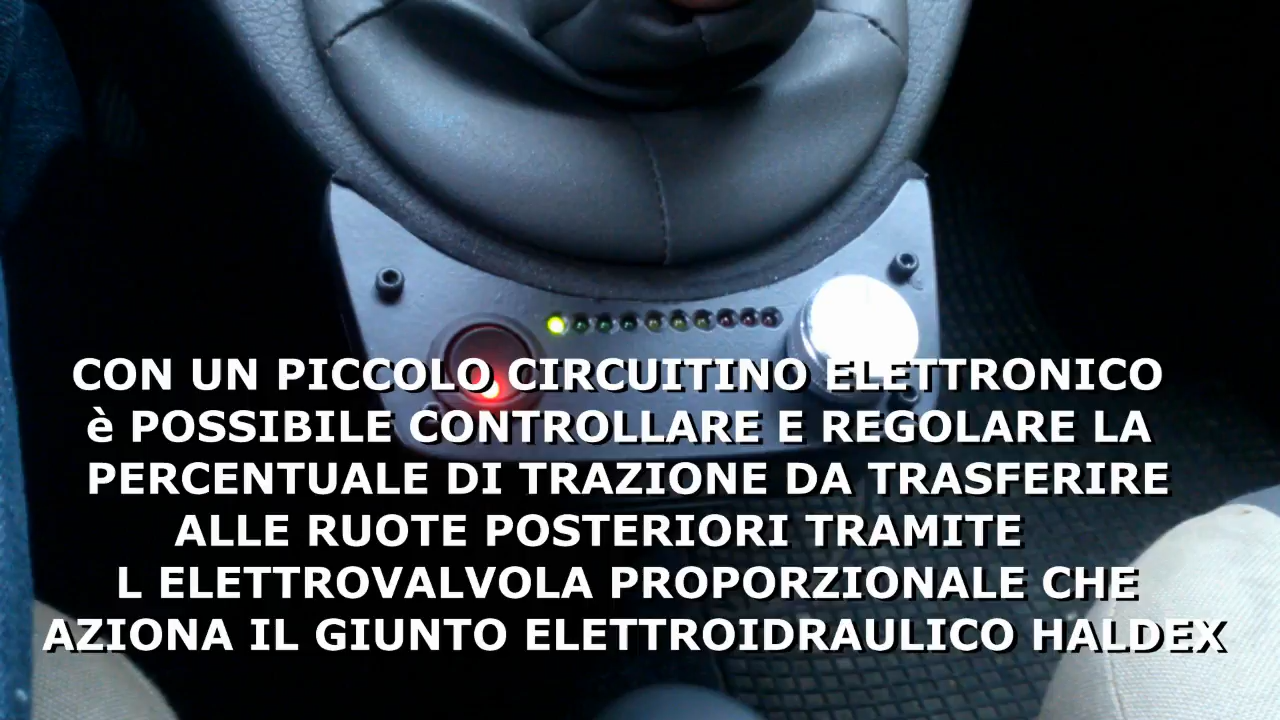 CON UN PICCOLO CIRCUITINO ELETTRONICO
è POSSIBILE CONTROLLARE E REGOLARE LA
PERCENTUALE DI TRAZIONE DA TRASFERIRE
ALLE RUOTE POSTERIORI TRAMITE
L ELETTROVALVOLA PROPORZIONALE CHE
AZIONA IL GIUNTO ELETTROIDRAULICO HALDEX